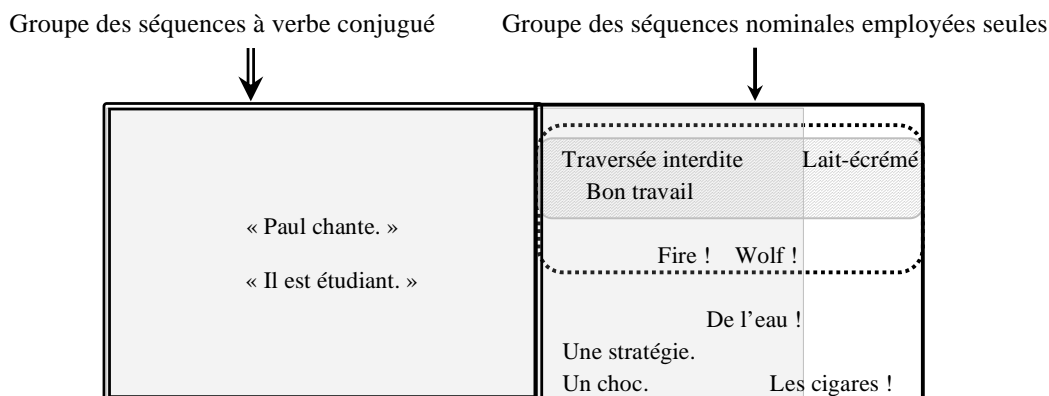 Groupe des séquences à verbe conjugué
Groupe des séquences nominales employées seules
Traversée interdite
Lait-écrémé
Bon travail
« Paul chante. »
Fire ! Wolf !
« Il est étudiant. »
De l’eau !
Une stratégie.
Un choc.
Les cigares !